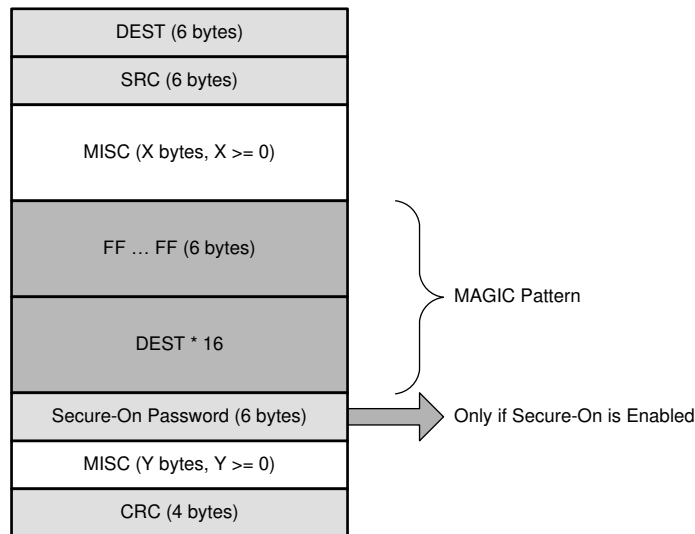 DEST (6 bytes)
SRC (6 bytes)
MISC (X bytes, X >= 0)
FF … FF (6 bytes)
MAGIC Pattern
DEST * 16
Secure-On Password (6 bytes)
Only if Secure-On is Enabled
MISC (Y bytes, Y >= 0)
CRC (4 bytes)